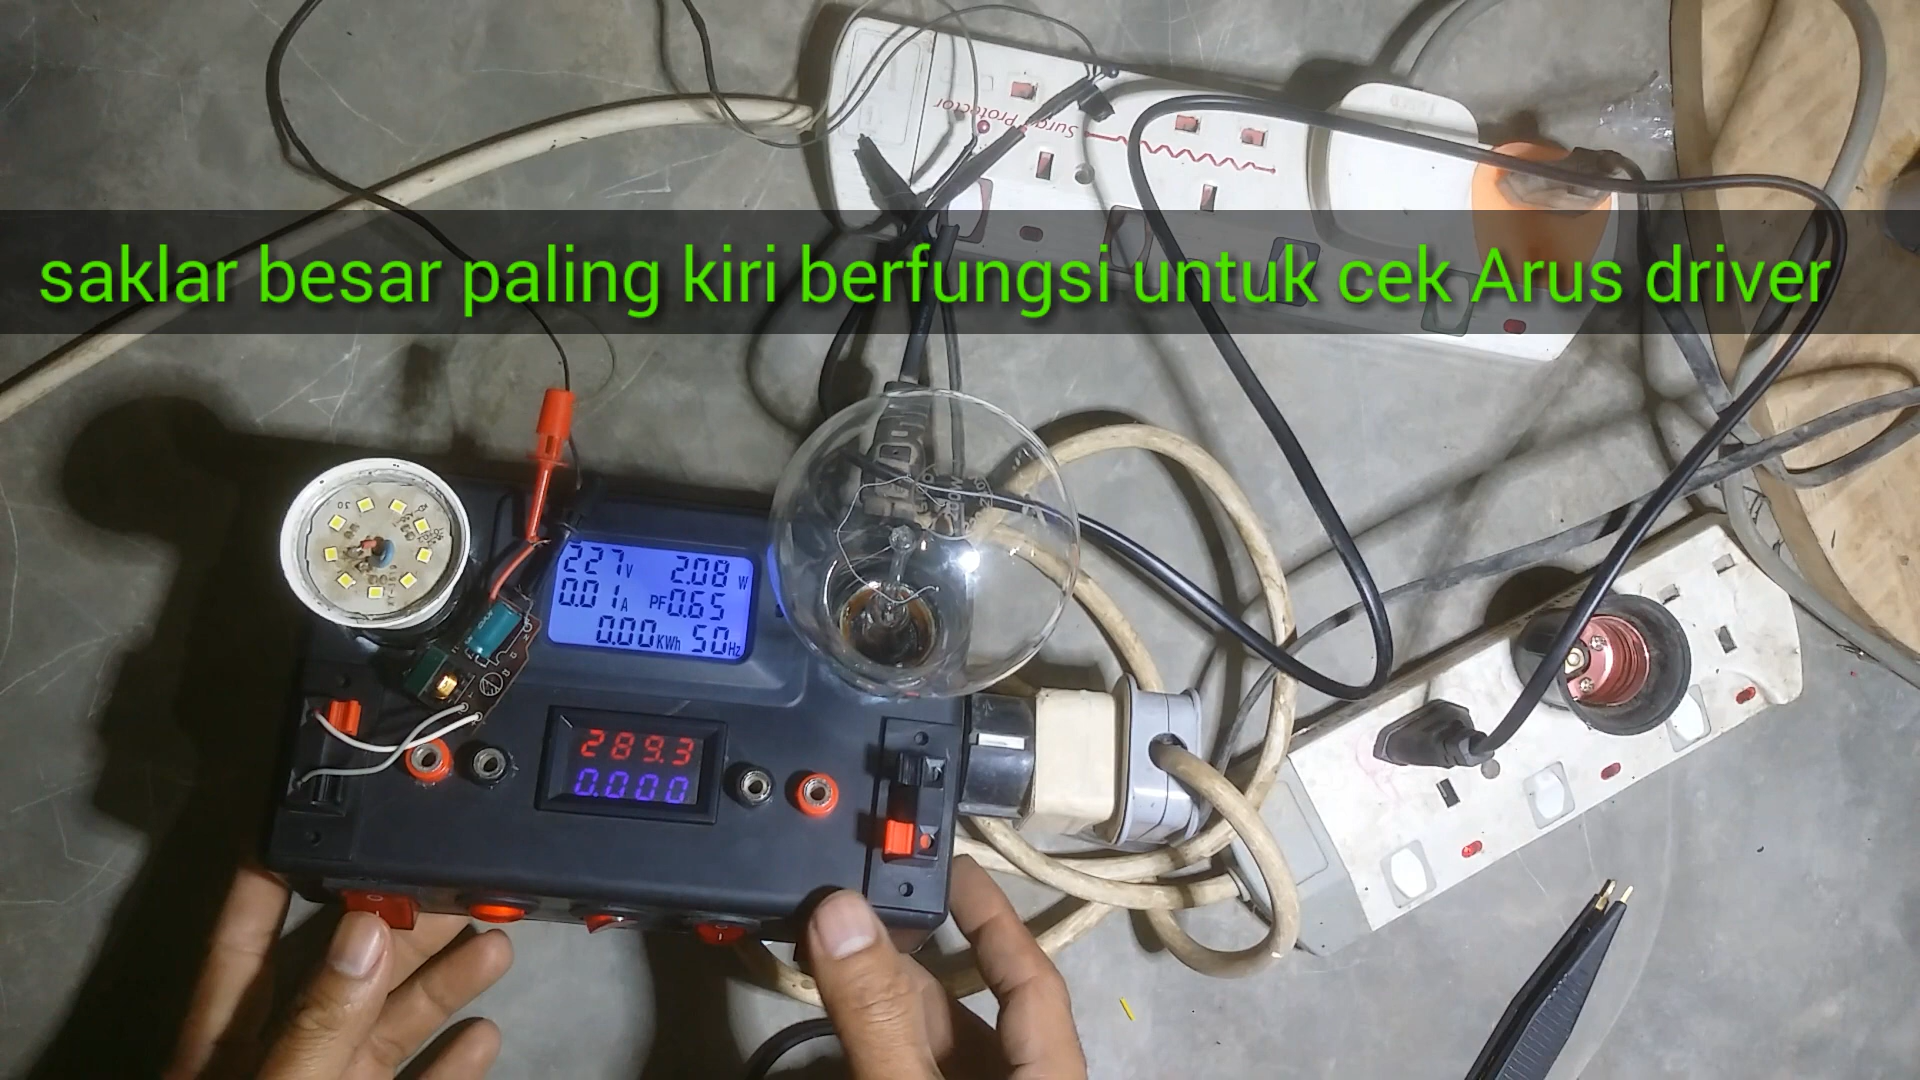 Surge Protector
saklar besar paling kiri berfungsi untuk cek Arus driver
227V 2.08 W
0.01A PF0.65
0.00KWh 50Hz
289.3
0.000